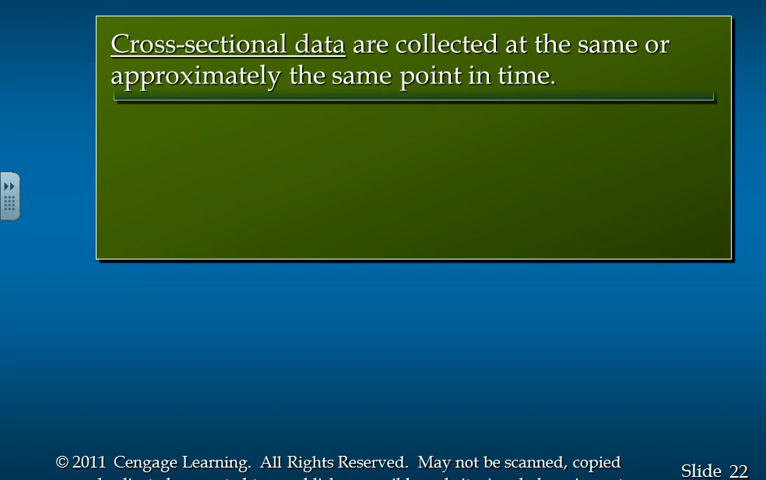 Cross-sectional data are collected at the same or
approximately the same point in time.
© 2011 Cengage Learning. All Rights Reserved. May not be scanned, copied
Slide 22